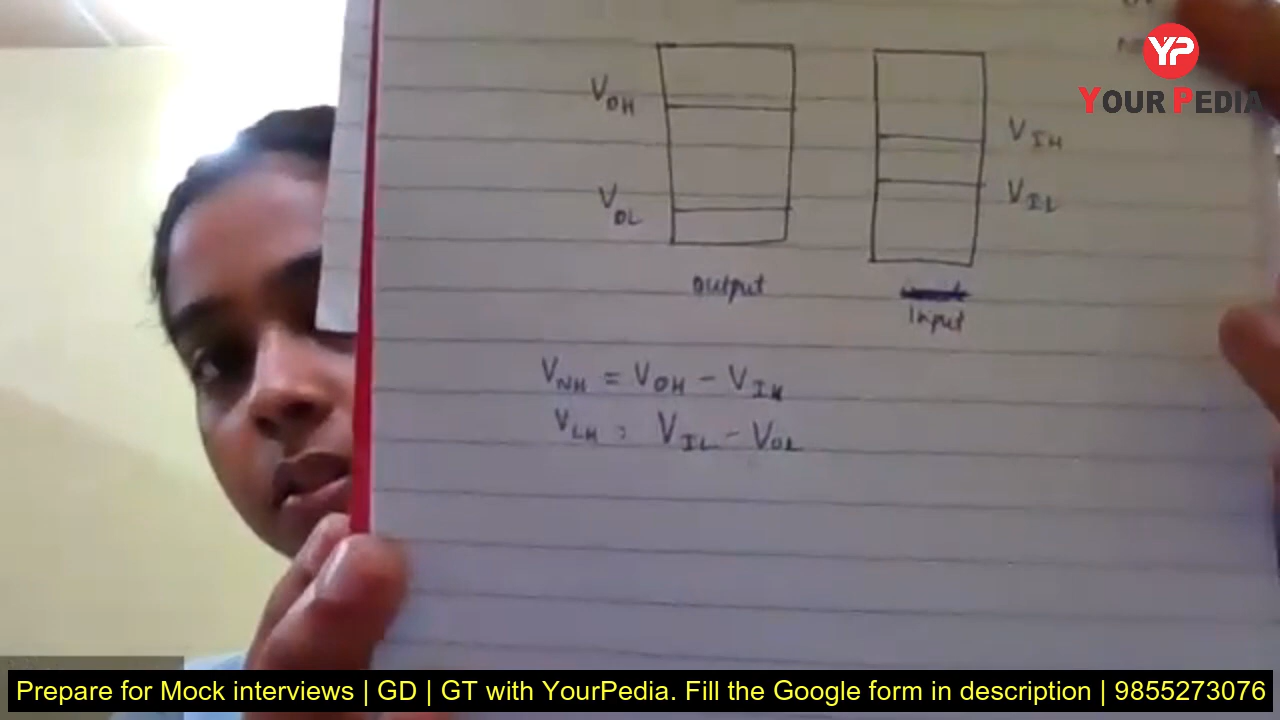 YP
YOUR PEDIA
V_OH
V_OL
V_IH
V_IL
output
Input
V_NH = V_OH - V_IH
V_LH = V_IL - V_OL
Prepare for Mock interviews | GD | GT with YourPedia. Fill the Google form in description | 9855273076